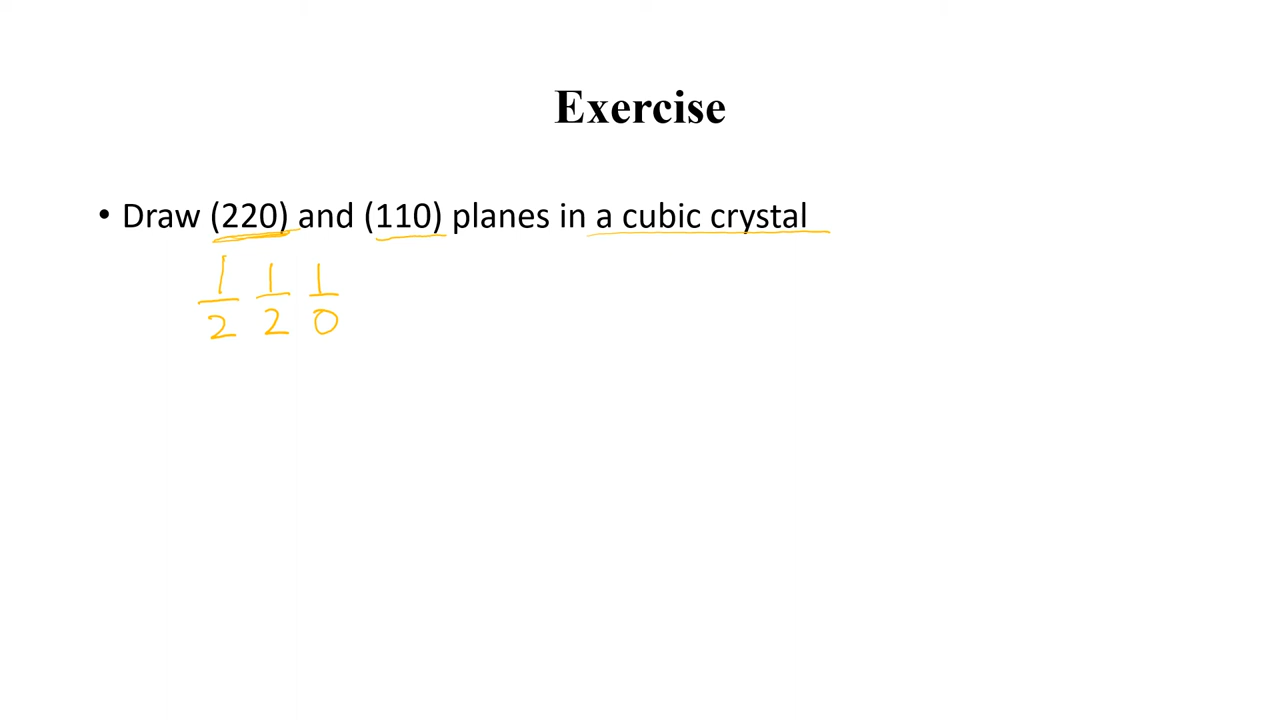 Exercise
• Draw (220) and (110) planes in a cubic crystal
1/2 1/2 1/0